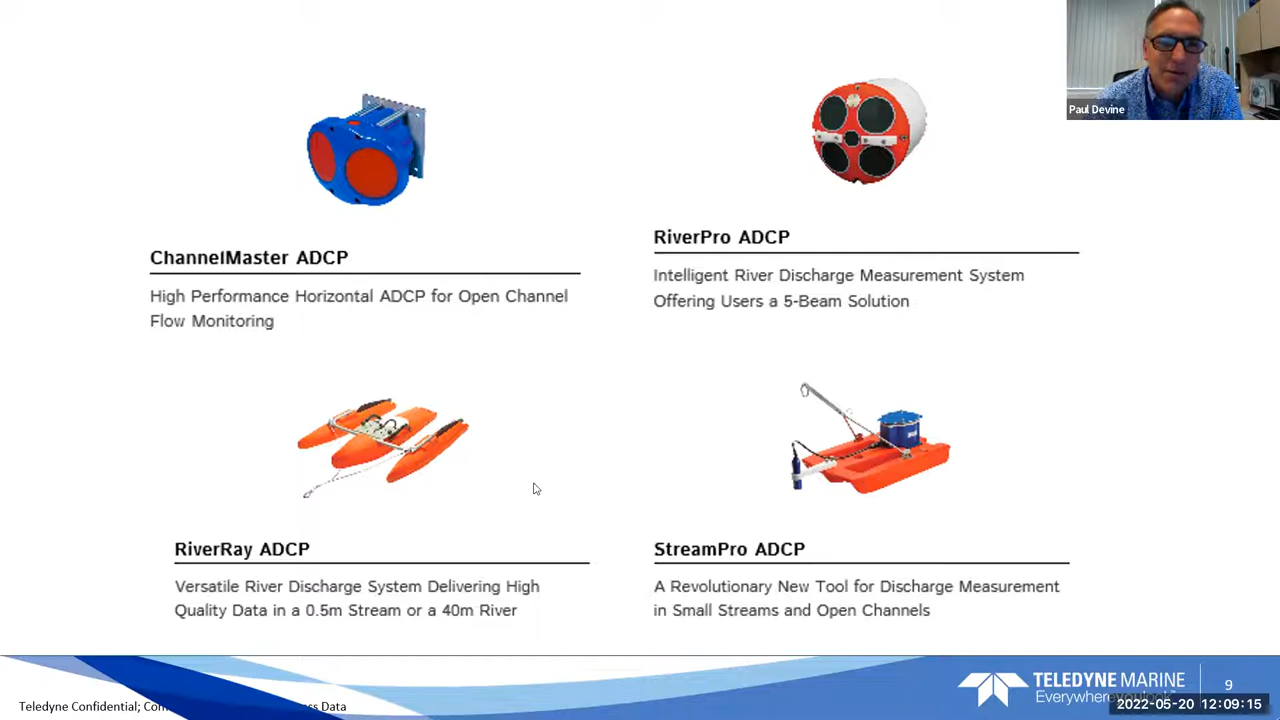 Paul Devine
ChannelMaster ADCP
High Performance Horizontal ADCP for Open Channel
Flow Monitoring
RiverPro ADCP
Intelligent River Discharge Measurement System
Offering Users a 5-Beam Solution
RiverRay ADCP
Versatile River Discharge System Delivering High
Quality Data in a 0.5m Stream or a 40m River
StreamPro ADCP
A Revolutionary New Tool for Discharge Measurement
in Small Streams and Open Channels
TELEDYNE MARINE
Everywhereyoulook™
9
Teledyne Confidential; Data
2022-05-20 12:09:15